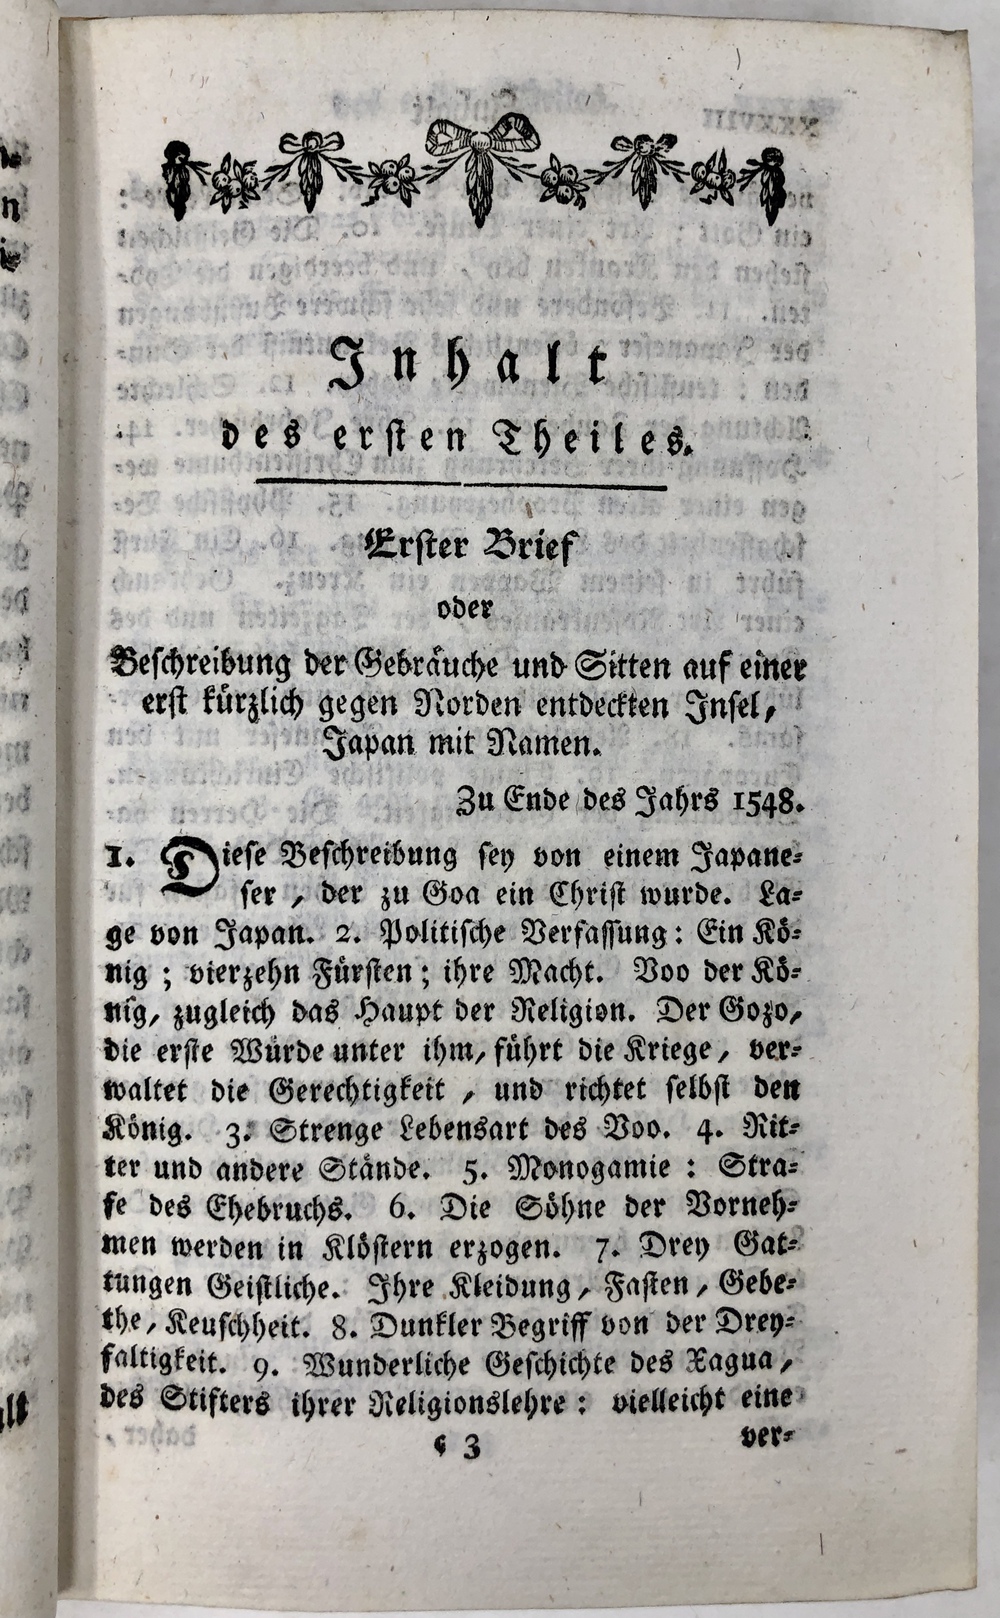 Inhalt
des ersten Theiles.
Erster Brief
oder
Beschreibung der Gebräuche und Sitten auf einer
erst kürzlich gegen Norden entdeckten Insel,
Japan mit Namen.
Zu Ende des Jahrs 1548.
1. Diese Beschreibung sey von einem Japane-
ser, der zu Goa ein Christ wurde. La-
ge von Japan. 2. Politische Verfassung: Ein Kö-
nig; vierzehn Fürsten; ihre Macht. Voo der Kö-
nig, zugleich das Haupt der Religion. Der Gozo,
die erste Würde unter ihm, führt die Kriege, ver-
waltet die Gerechtigkeit, und richtet selbst den
König. 3. Strenge Lebensart des Voo. 4. Rit-
ter und andere Stände. 5. Monogamie: Stra-
fe des Ehebruchs. 6. Die Söhne der Vorneh-
men werden in Klöstern erzogen. 7. Drey Gat-
tungen Geistliche. Ihre Kleidung, Fasten, Gebe-
the, Keuschheit. 8. Dunkler Begriff von der Drey-
faltigkeit. 9. Wunderliche Geschichte des Xagua,
des Stifters ihrer Religionslehre: vielleicht eine
c 3 ver-